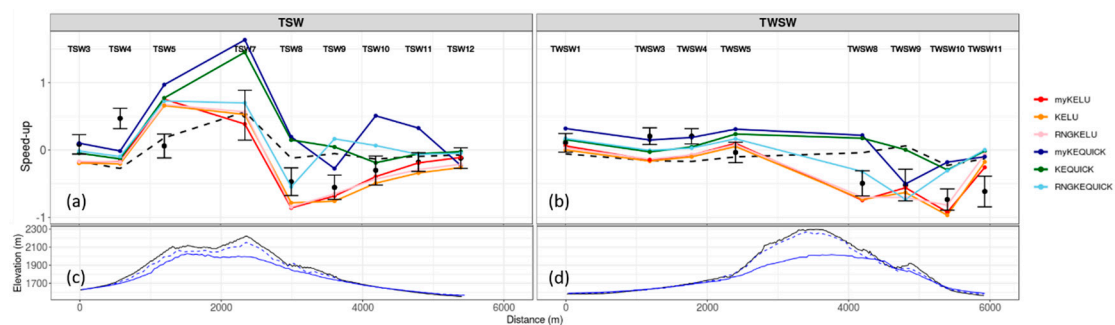 TSW TWSW
TSW3 TSW4 TSW5 TSW7 TSW8 TSW9 TSW10 TSW11 TSW12 TWSW1 TWSW3 TWSW4 TWSW5 TWSW8 TWSW9 TWSW10 TWSW11
1
0
-1
Speed-up
(a) (b)
myKELU
KELU
RNGKELU
myKEQUICK
KEQUICK
RNGKEQUICK
2300
2100
1900
1700
Elevation (m)
(c) (d)
0 2000 4000 6000 0 2000 4000 6000
Distance (m)